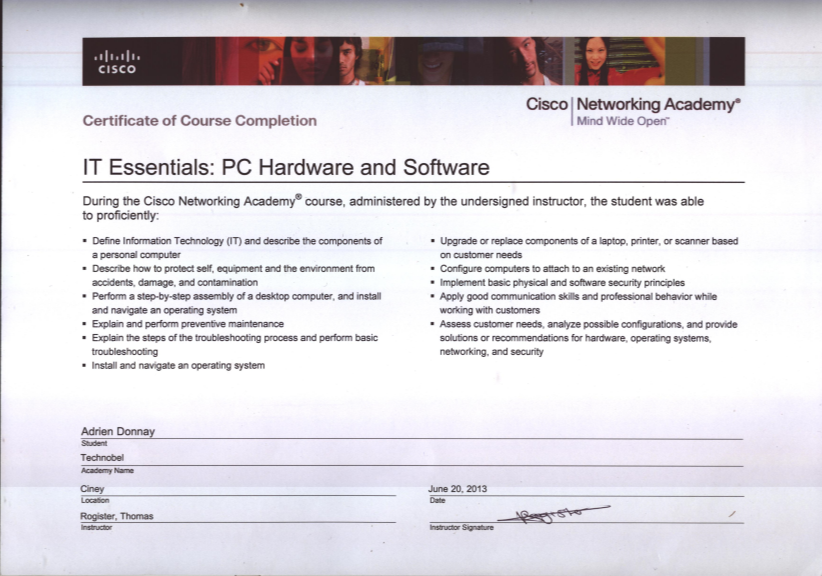 CISCO
Cisco Networking Academy®
Mind Wide Open™
Certificate of Course Completion
IT Essentials: PC Hardware and Software
During the Cisco Networking Academy® course, administered by the undersigned instructor, the student was able
to proficiently:
▪ Define Information Technology (IT) and describe the components of
a personal computer
▪ Describe how to protect self, equipment and the environment from
accidents, damage, and contamination
▪ Perform a step-by-step assembly of a desktop computer, and install
and navigate an operating system
▪ Explain and perform preventive maintenance
▪ Explain the steps of the troubleshooting process and perform basic
troubleshooting
▪ Install and navigate an operating system
▪ Upgrade or replace components of a laptop, printer, or scanner based
on customer needs
▪ Configure computers to attach to an existing network
▪ Implement basic physical and software security principles
▪ Apply good communication skills and professional behavior while
working with customers
▪ Assess customer needs, analyze possible configurations, and provide
solutions or recommendations for hardware, operating systems,
networking, and security
Adrien Donnay
Student
Technobel
Academy Name
Ciney
Location
June 20, 2013
Date
Rogister, Thomas
Instructor
Instructor Signature